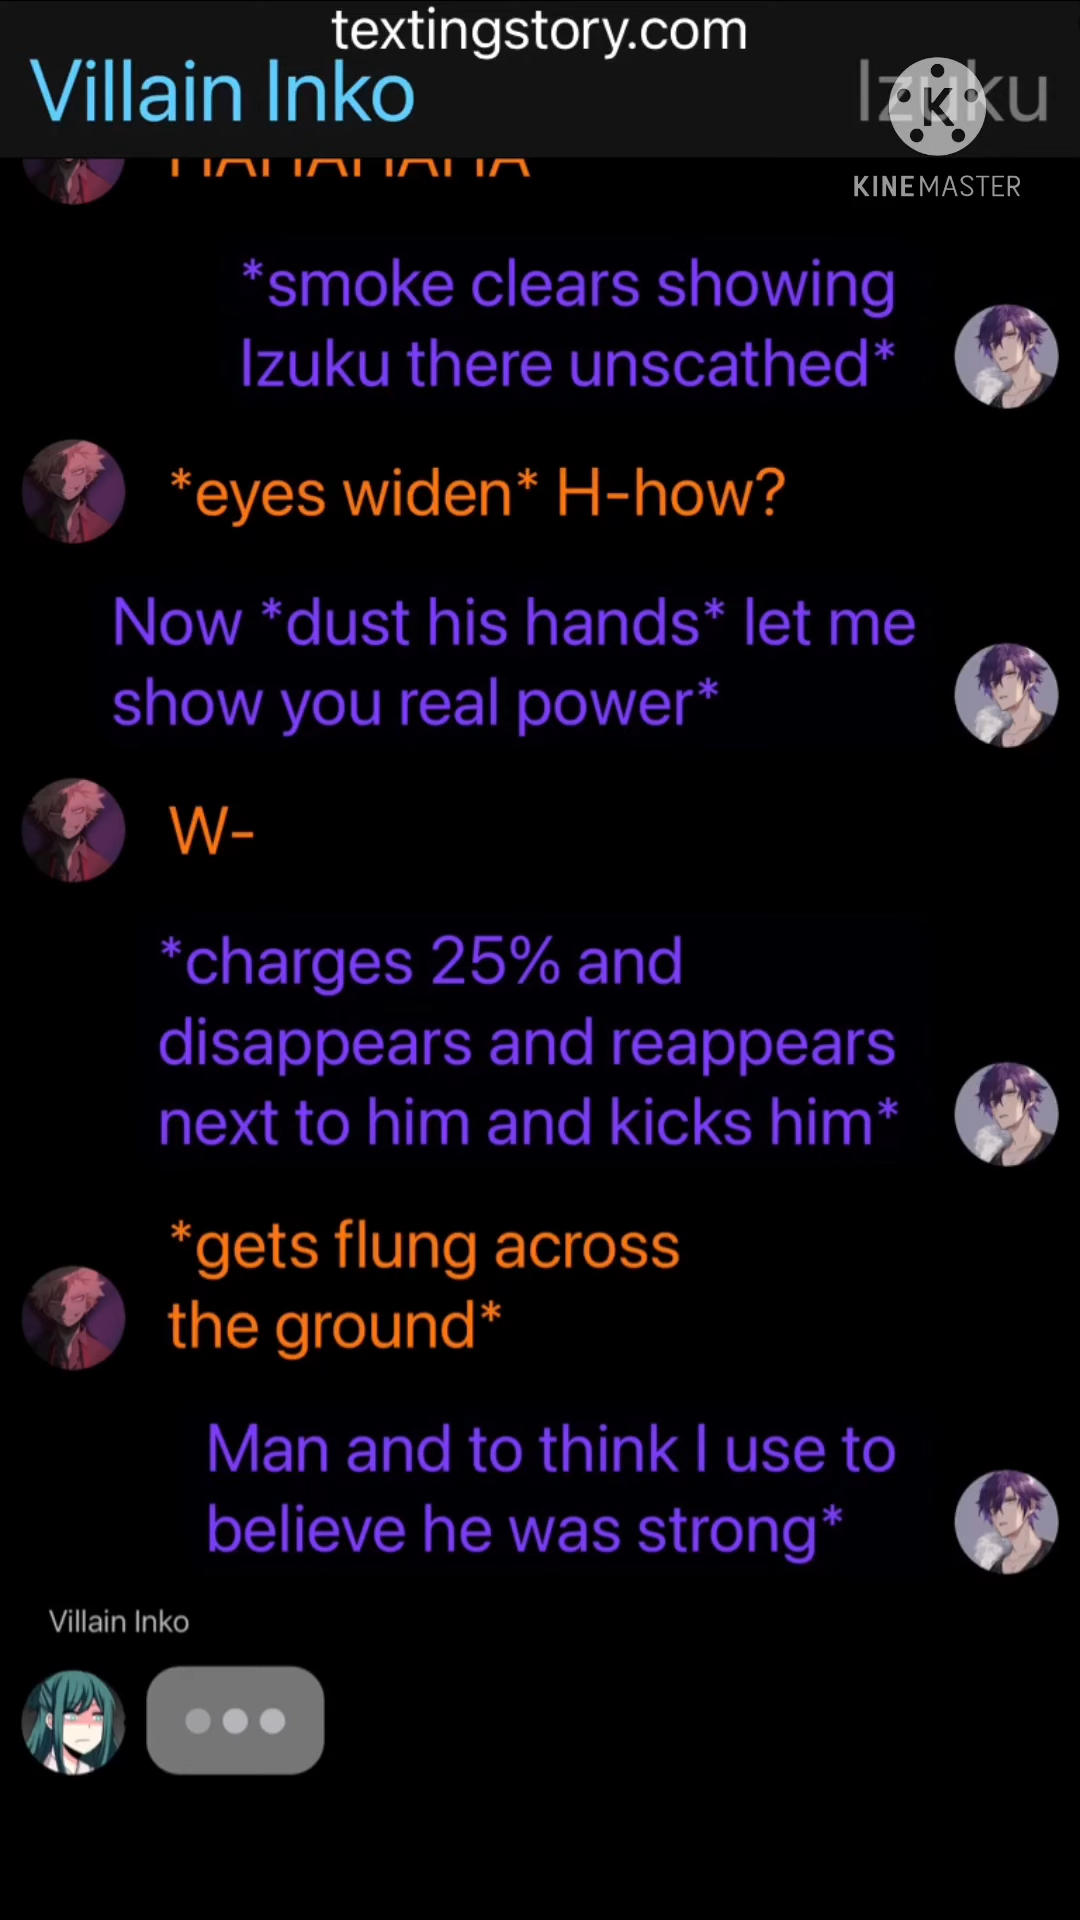 textingstory.com
Villain Inko
Izuku
KINEMASTER
HAHAHAHA
*smoke clears showing
Izuku there unscathed*
*eyes widen* H-how?
Now *dust his hands* let me
show you real power*
W-
*charges 25% and
disappears and reappears
next to him and kicks him*
*gets flung across
the ground*
Man and to think I use to
believe he was strong*
Villain Inko